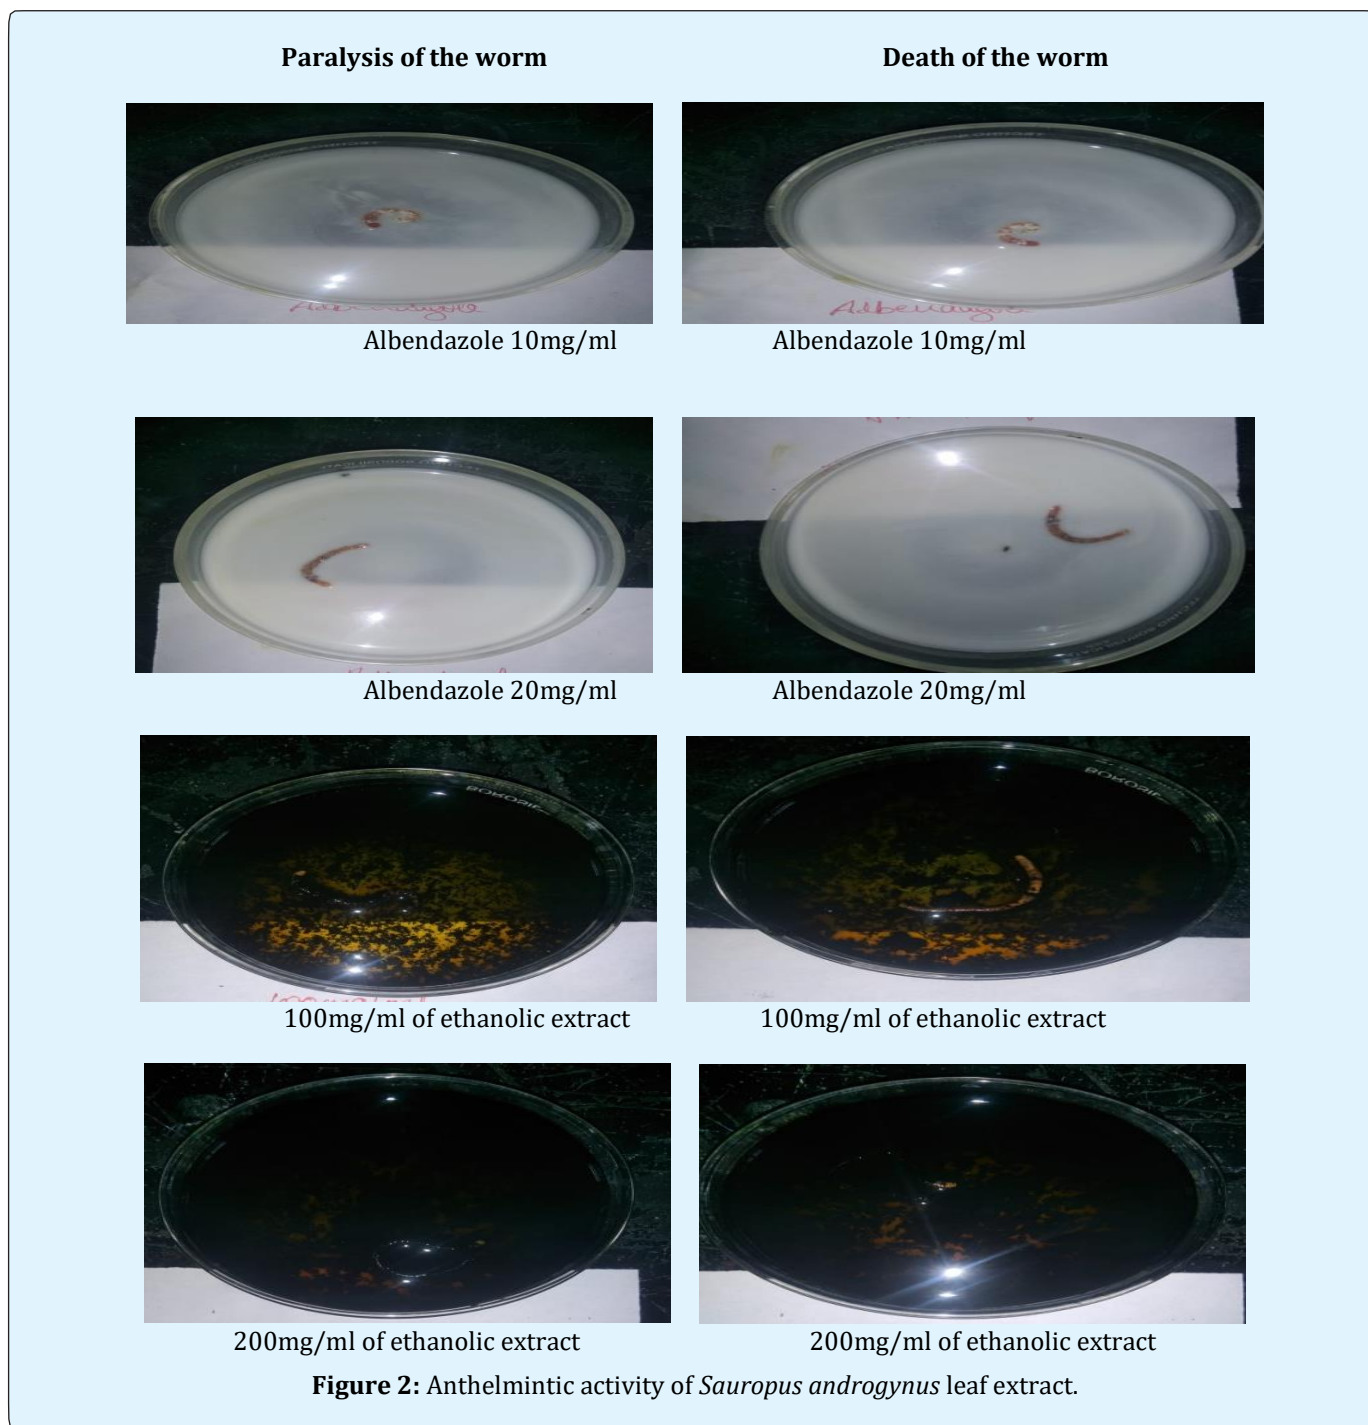 Paralysis of the worm
Death of the worm
Albendazole 10mg/ml
Albendazole 10mg/ml
Albendazole 20mg/ml
Albendazole 20mg/ml
BOROSIL
BOROSIL
100mg/ml of ethanolic extract
100mg/ml of ethanolic extract
200mg/ml of ethanolic extract
200mg/ml of ethanolic extract
Figure 2: Anthelmintic activity of Sauropus androgynus leaf extract.